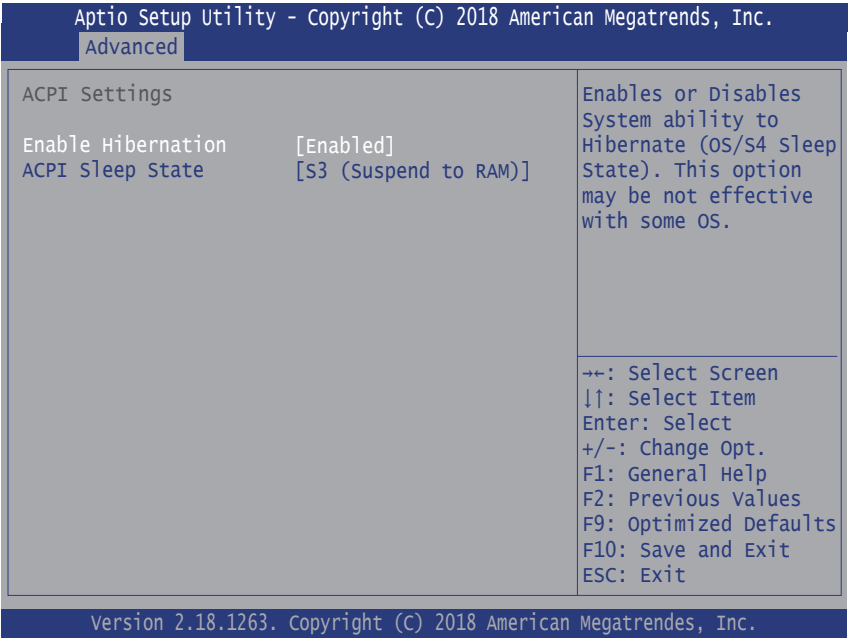 Aptio Setup Utility - Copyright (C) 2018 American Megatrends, Inc.
Advanced
ACPI Settings
Enable Hibernation [Enabled]
ACPI Sleep State [S3 (Suspend to RAM)]
Enables or Disables
System ability to
Hibernate (OS/S4 Sleep
State). This option
may be not effective
with some OS.
→←: Select Screen
↓↑: Select Item
Enter: Select
+/-: Change Opt.
F1: General Help
F2: Previous Values
F9: Optimized Defaults
F10: Save and Exit
ESC: Exit
Version 2.18.1263. Copyright (C) 2018 American Megatrendes, Inc.